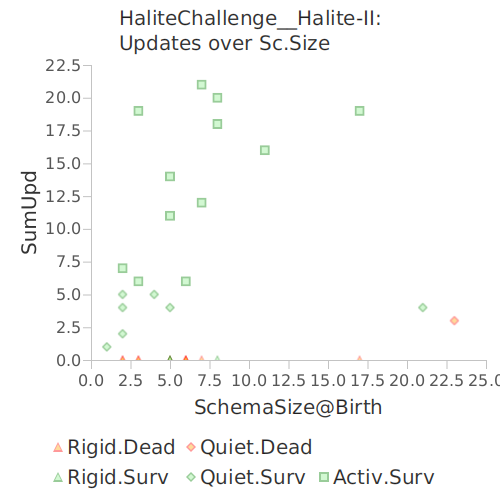 HaliteChallenge__Halite-II:
Updates over Sc.Size
22.5
20.0
17.5
15.0
12.5
10.0
7.5
5.0
2.5
0.0
SumUpd
0.0 2.5 5.0 7.5 10.0 12.5 15.0 17.5 20.0 22.5 25.0
SchemaSize@Birth
Rigid.Dead Quiet.Dead
Rigid.Surv Quiet.Surv Activ.Surv